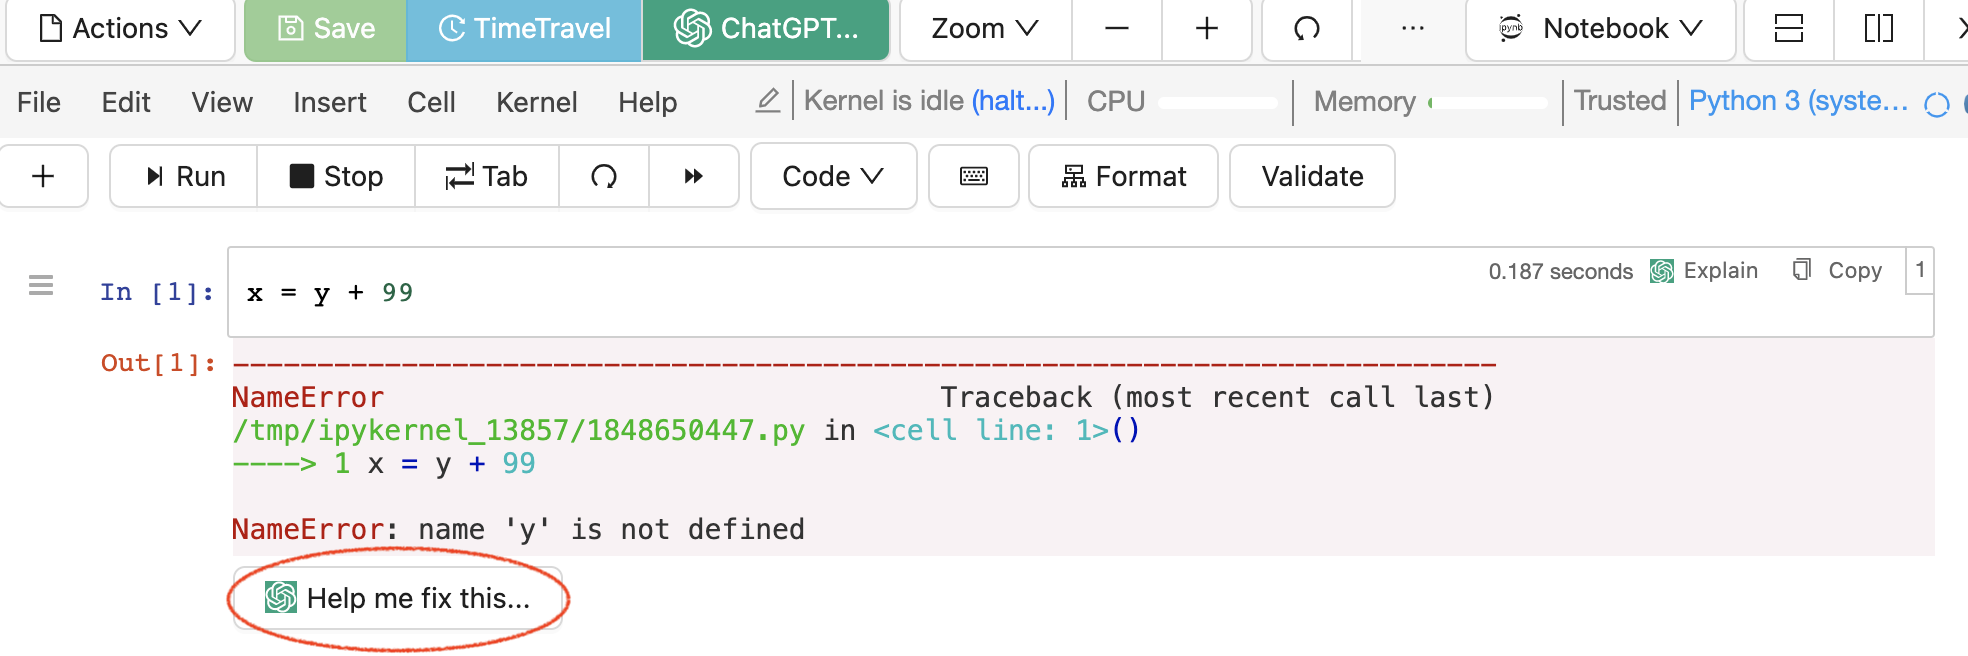 Actions Save TimeTravel ChatGPT... Zoom — + ... ipynb Notebook
File Edit View Insert Cell Kernel Help Kernel is idle (halt...) CPU Memory Trusted Python 3 (syste...
+ Run Stop Tab Code Format Validate
0.187 seconds Explain Copy 1
In [1]: x = y + 99
Out[1]: ---------------------------------------------------------------------------
NameError Traceback (most recent call last)
/tmp/ipykernel_13857/1848650447.py in <cell line: 1>()
----> 1 x = y + 99
NameError: name 'y' is not defined
Help me fix this...